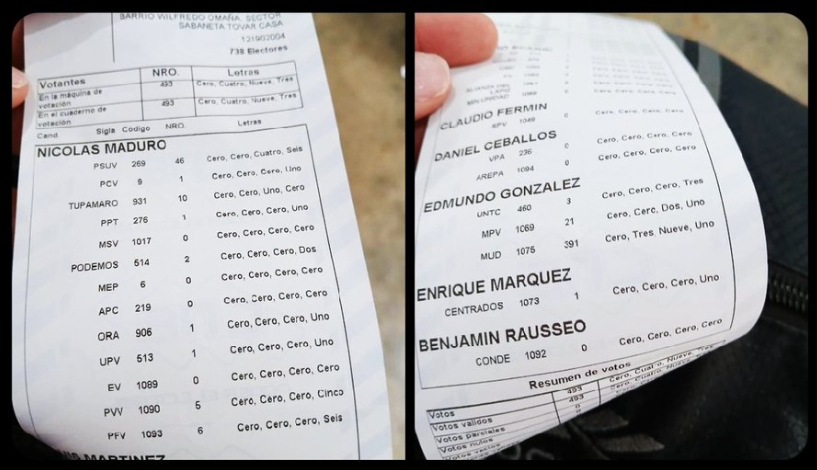 BARRIO WILFREDO OMAÑA. SECTOR
SABANETA TOVAR CASA
121902004
738 Electores
Votantes NRO. Letras
En la máquina de votación 493 Cero, Cuatro, Nueve, Tres
En el cuaderno de votación 493 Cero, Cuatro, Nueve, Tres
Cand Sigla Codigo NRO. Letras
NICOLAS MADURO
PSUV 269 46 Cero, Cero, Cuatro, Seis
PCV 9 1 Cero, Cero, Cero, Uno
TUPAMARO 931 10 Cero, Cero, Uno, Cero
PPT 276 1 Cero, Cero, Cero, Uno
MSV 1017 0 Cero, Cero, Cero, Cero
PODEMOS 514 2 Cero, Cero, Cero, Dos
MEP 6 0 Cero, Cero, Cero, Cero
APC 219 0 Cero, Cero, Cero, Cero
ORA 906 1 Cero, Cero, Cero, Uno
UPV 513 1 Cero, Cero, Cero, Uno
EV 1089 0 Cero, Cero, Cero, Cero
PVV 1090 5 Cero, Cero, Cero, Cinco
PFV 1093 6 Cero, Cero, Cero, Seis
MARTINEZ
CLAUDIO FERMIN
SPV 1049 0 Cero, Cero, Cero, Cero
DANIEL CEBALLOS
VPA 236 0 Cero, Cero, Cero, Cero
AREPA 1094 0 Cero, Cero, Cero, Cero
EDMUNDO GONZALEZ
UNTC 460 3 Cero, Cero, Cero, Tres
MPV 1069 21 Cero, Cero, Dos, Uno
MUD 1075 391 Cero, Tres, Nueve, Uno
ENRIQUE MARQUEZ
CENTRADOS 1073 1 Cero, Cero, Cero, Uno
BENJAMIN RAUSSEO
CONDE 1092 0 Cero, Cero, Cero, Cero
Resumen de votos
Votos 493 Cero, Cuatro, Nueve, Tres
Votos validos 493 Cero, Cuatro, Nueve, Tres
Votos parciales 0
Votos nulos 0